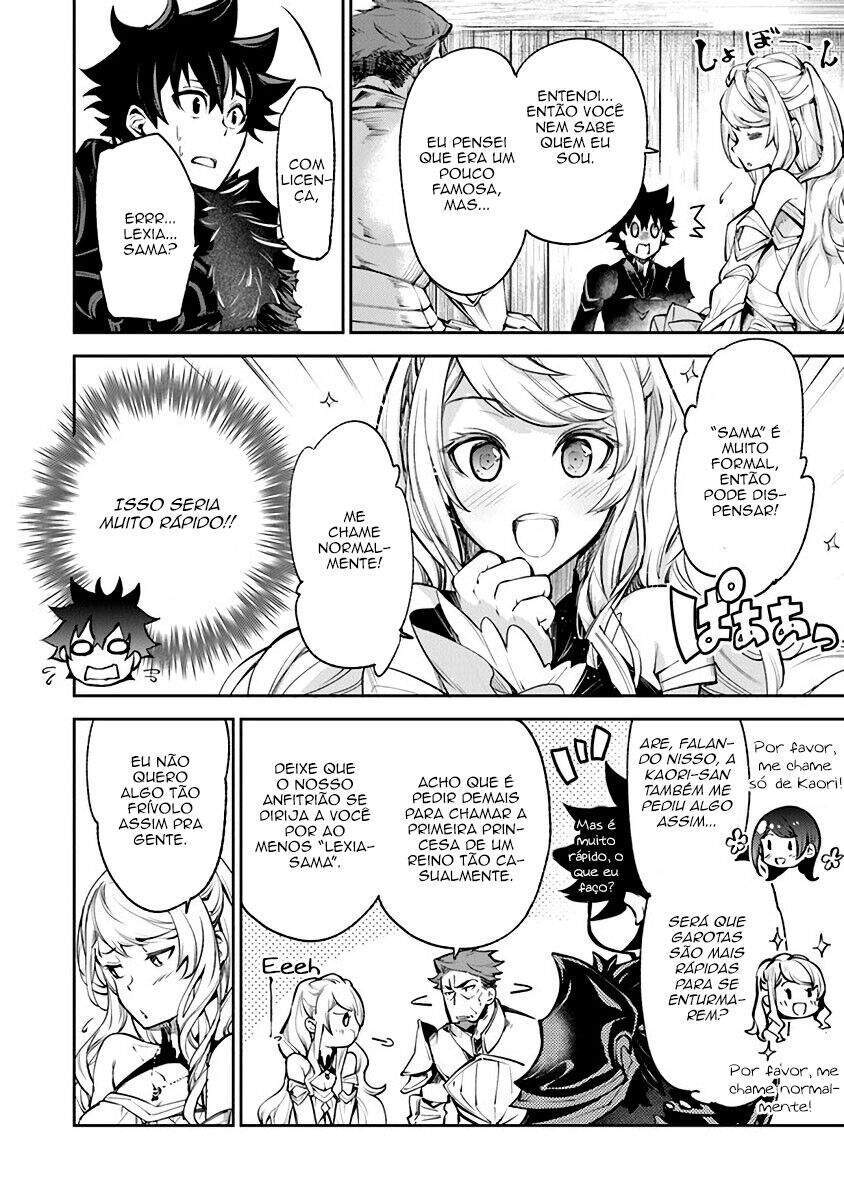 しょぼーん
ENTENDI...
ENTÃO VOCÊ
NEM SABE
QUEM EU
SOU.
EU PENSEI
QUE ERA UM
POUCO
FAMOSA,
MAS...
COM
LICEN-
ÇA,
ERRR...
LEXIA...
SAMA?
"SAMA" É
MUITO
FORMAL,
ENTÃO
PODE DIS-
PENSAR!
ぱあああっ
ME
CHAME
NORMAL-
MENTE!
ISSO SERIA
MUITO RÁPIDO!!
Por favor,
me chame
só de Kaori!
ARE, FALAN-
DO NISSO, A
KAORI-SAN
TAMBÉM ME
PEDIU ALGO
ASSIM...
Mas é
muito
rápido, o
que eu
faço?
SERÁ QUE
GAROTAS
SÃO MAIS
RÁPIDAS
PARA SE
ENTURMA-
REM?
Por favor, me
chame normal-
mente!
ACHO QUE É
PEDIR DEMAIS
PARA CHAMAR A
PRIMEIRA PRIN-
CESA DE UM
REINO TÃO CA-
SUALMENTE.
DEIXE QUE
O NOSSO
ANFITRIÃO SE
DIRIJA A VOCÊ
POR AO
MENOS "LEXIA-
SAMA".
Eeeh
EU NÃO
QUERO
ALGO TÃO
FRÍVOLO
ASSIM PRA
GENTE.